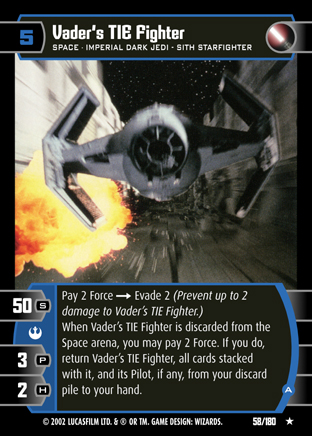 5
Vader's TIE Fighter
SPACE · IMPERIAL DARK JEDI - SITH STARFIGHTER
50 S
3 P
2 H
Pay 2 Force → Evade 2 (Prevent up to 2
damage to Vader's TIE Fighter.)
When Vader's TIE Fighter is discarded from the
Space arena, you may pay 2 Force. If you do,
return Vader's TIE Fighter, all cards stacked
with it, and its Pilot, if any, from your discard
pile to your hand.
A
© 2002 LUCASFILM LTD. & ® OR TM. GAME DESIGN: WIZARDS.
58/180 ★